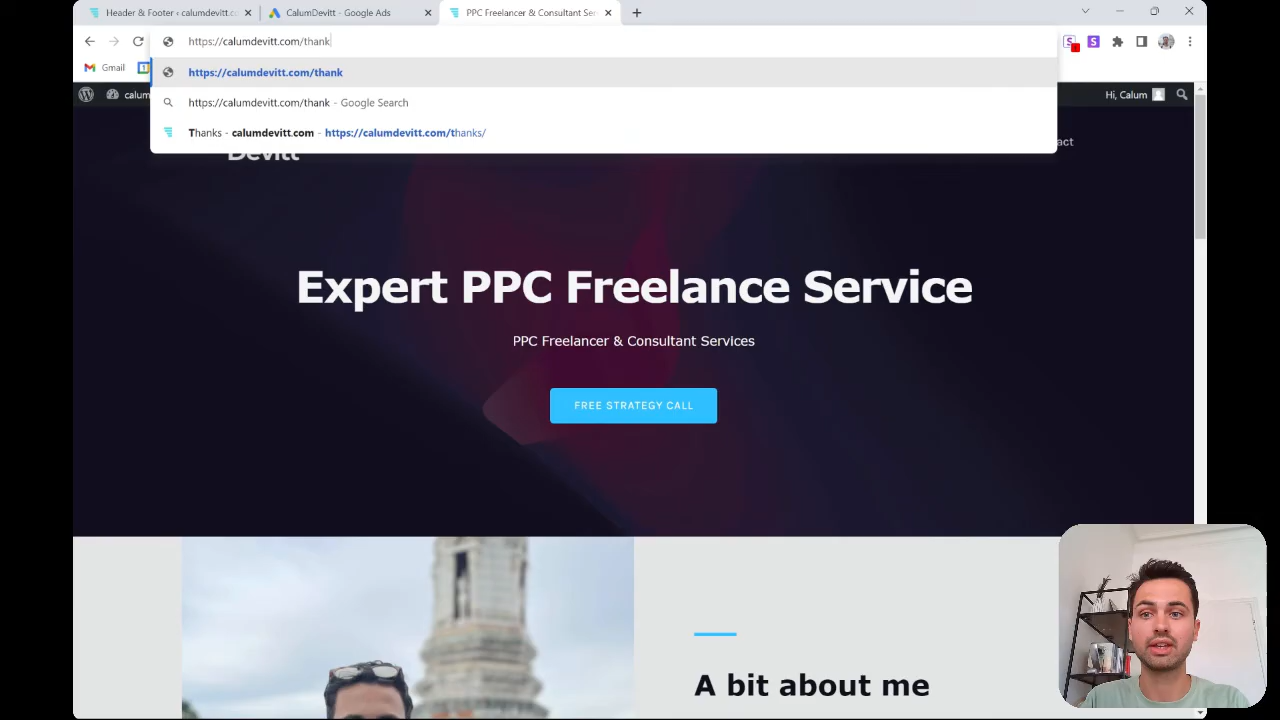 Header & Footer ‹ calumdevitt.c
CalumDevitt - Google Ads
PPC Freelancer & Consultant Ser
https://calumdevitt.com/thank
Gmail
https://calumdevitt.com/thank
https://calumdevitt.com/thank - Google Search
Thanks - calumdevitt.com - https://calumdevitt.com/thanks/
calum
Hi, Calum
Devitt
act
Expert PPC Freelance Service
PPC Freelancer & Consultant Services
FREE STRATEGY CALL
A bit about me